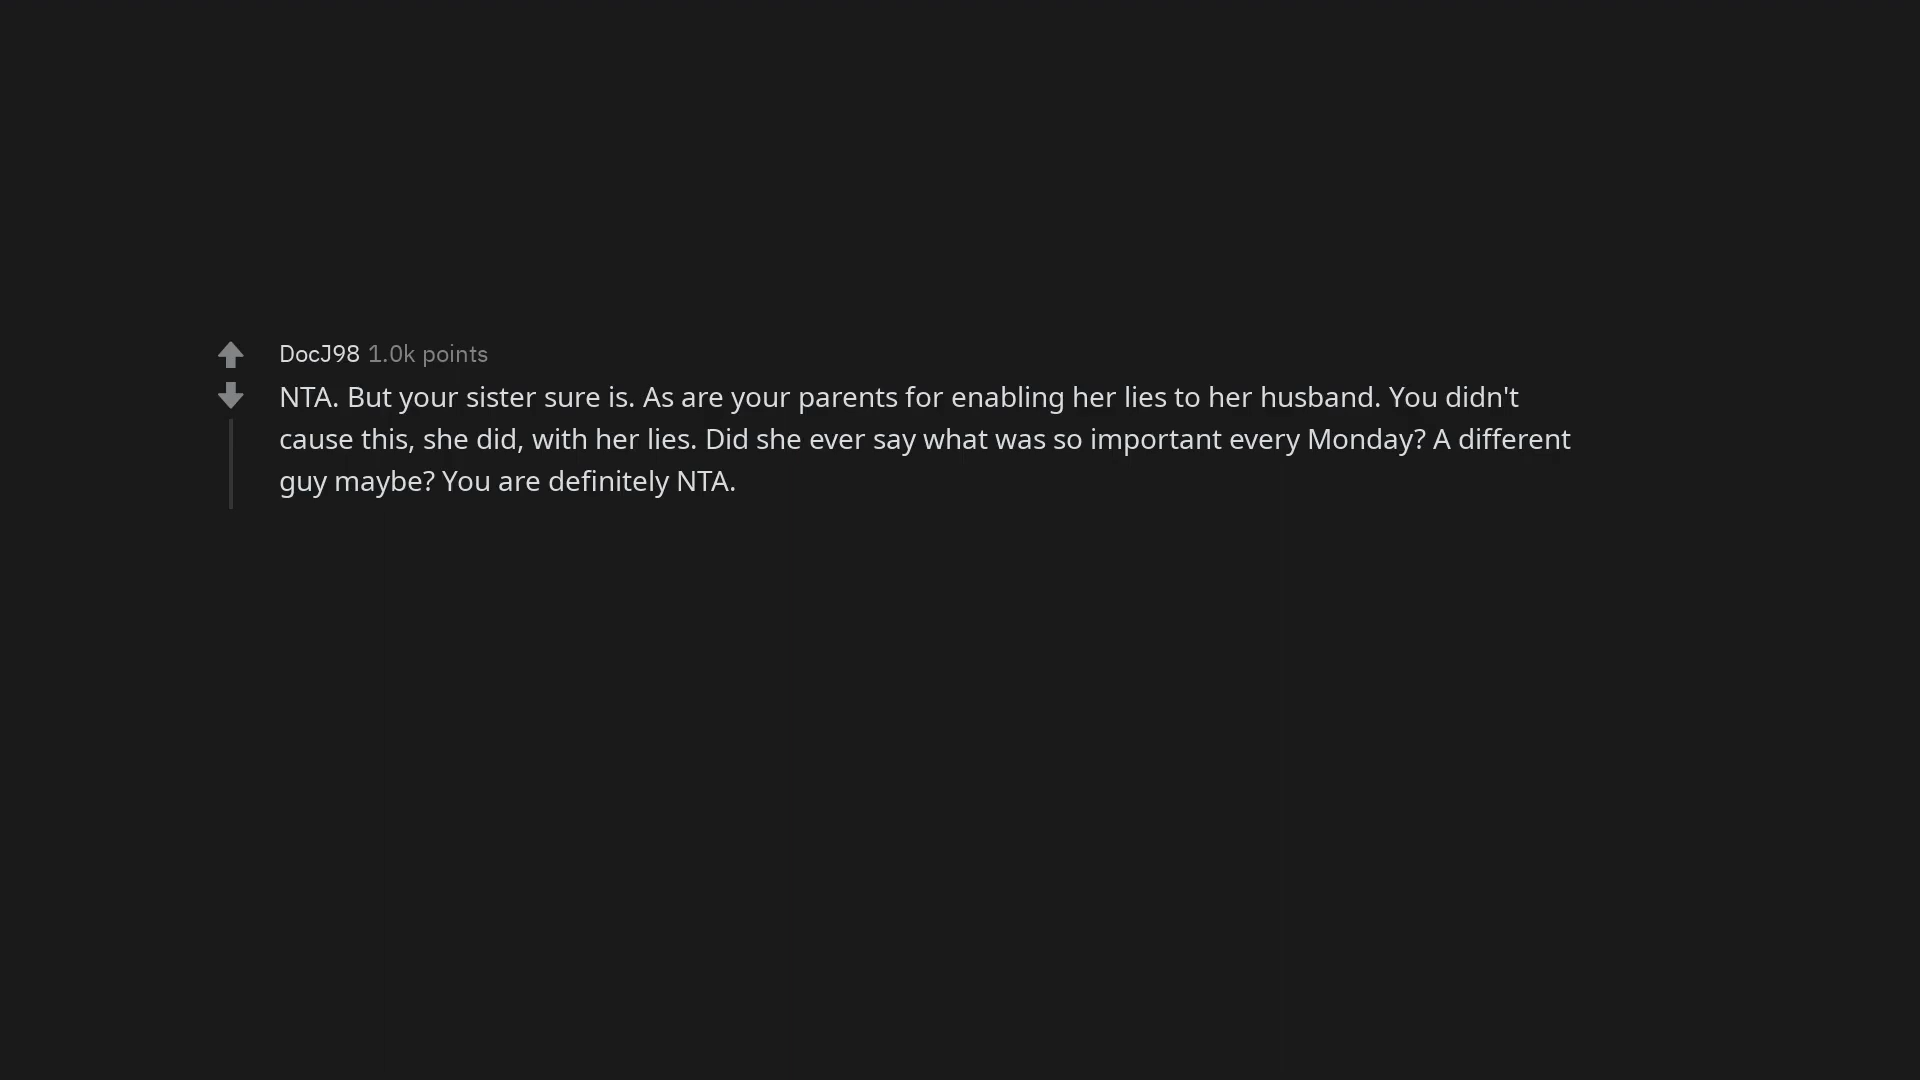 DocJ98 1.0k points
NTA. But your sister sure is. As are your parents for enabling her lies to her husband. You didn't
cause this, she did, with her lies. Did she ever say what was so important every Monday? A different
guy maybe? You are definitely NTA.